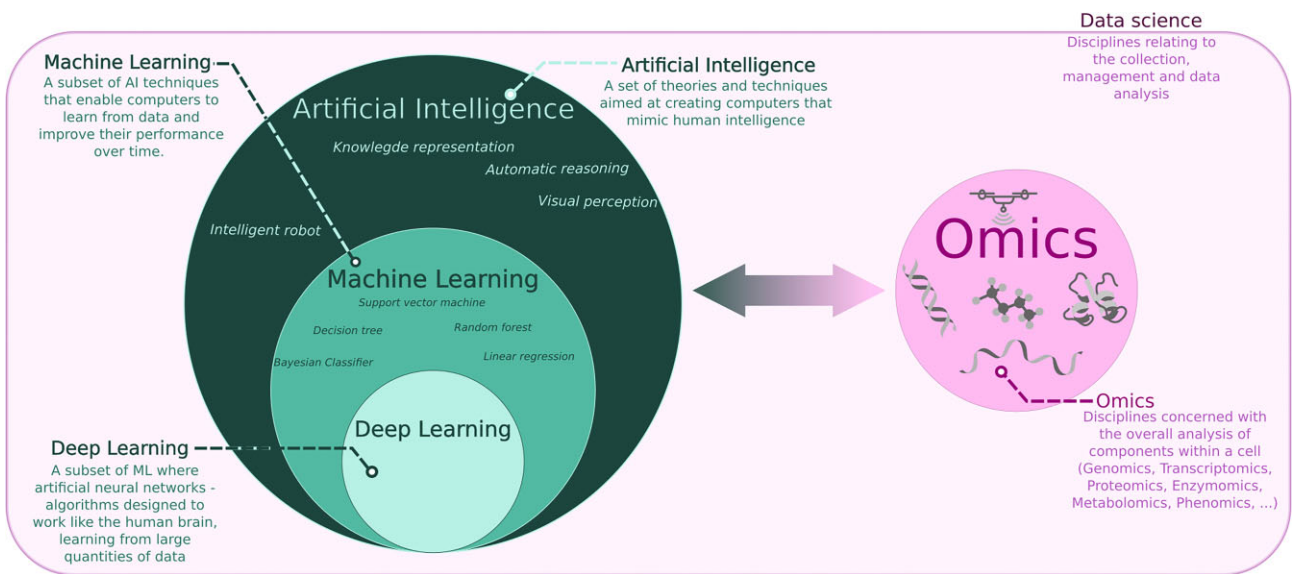 Data science
Disciplines relating to
the collection,
management and data
analysis
Machine Learning
A subset of AI techniques
that enable computers to
learn from data and
improve their performance
over time.
Artificial Intelligence
A set of theories and techniques
aimed at creating computers that
mimic human intelligence
Artificial Intelligence
Knowlegde representation
Automatic reasoning
Visual perception
Intelligent robot
Machine Learning
Support vector machine
Decision tree
Random forest
Bayesian Classifier
Linear regression
Deep Learning
Deep Learning
A subset of ML where
artificial neural networks -
algorithms designed to
work like the human brain,
learning from large
quantities of data
Omics
Omics
Disciplines concerned with
the overall analysis of
components within a cell
(Genomics, Transcriptomics,
Proteomics, Enzymomics,
Metabolomics, Phenomics, ...)